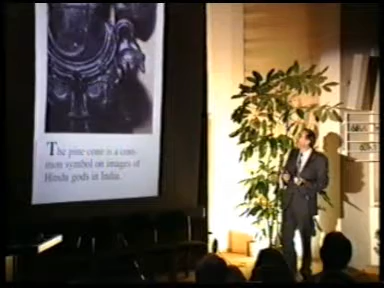 The pine cone is a com-
mon symbol on images of
Hindu gods in India.